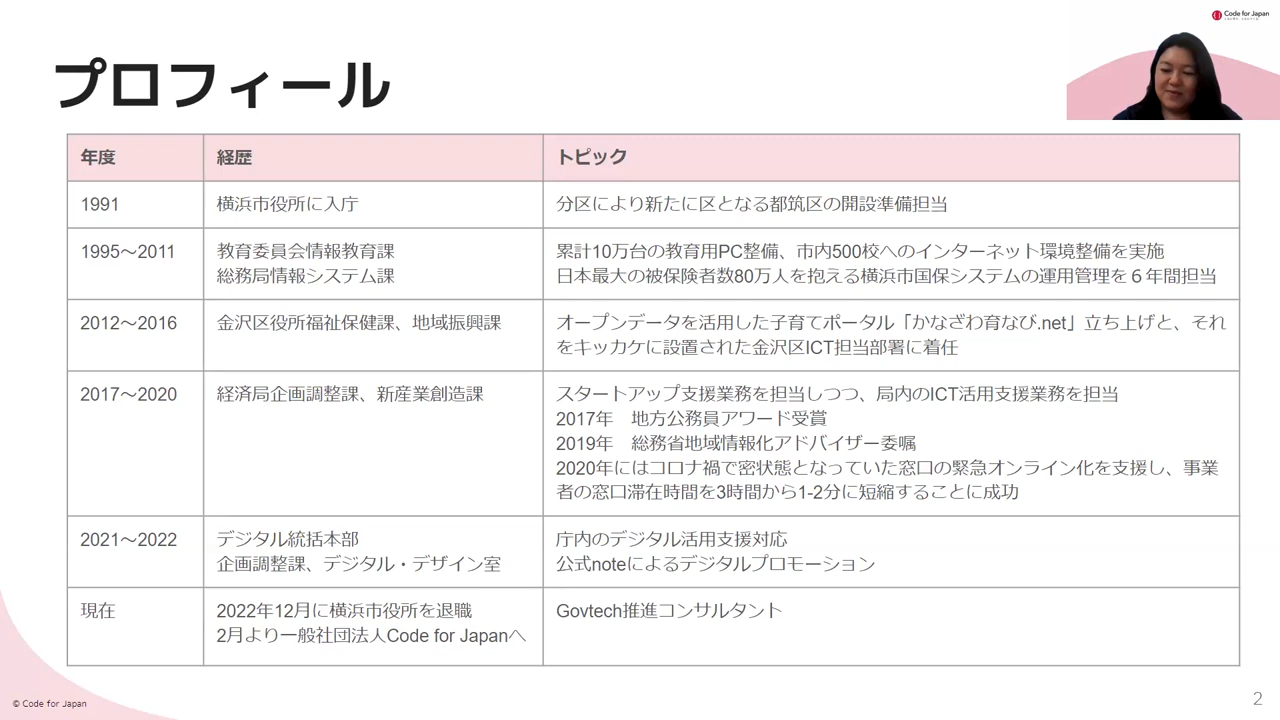 Code for Japan
プロフィール
年度 経歴 トピック
1991 横浜市役所に入庁 分区により新たに区となる都筑区の開設準備担当
1995～2011 教育委員会情報教育課 累計10万台の教育用PC整備、市内500校へのインターネット環境整備を実施
総務局情報システム課 日本最大の被保険者数80万人を抱える横浜市国保システムの運用管理を６年間担当
2012～2016 金沢区役所福祉保健課、地域振興課 オープンデータを活用した子育てポータル「かなざわ育なび.net」立ち上げと、それ
をキッカケに設置された金沢区ICT担当部署に着任
2017～2020 経済局企画調整課、新産業創造課 スタートアップ支援業務を担当しつつ、局内のICT活用支援業務を担当
2017年　地方公務員アワード受賞
2019年　総務省地域情報化アドバイザー委嘱
2020年にはコロナ禍で密状態となっていた窓口の緊急オンライン化を支援し、事業
者の窓口滞在時間を3時間から1-2分に短縮することに成功
2021～2022 デジタル統括本部 庁内のデジタル活用支援対応
企画調整課、デジタル・デザイン室 公式noteによるデジタルプロモーション
現在 2022年12月に横浜市役所を退職 Govtech推進コンサルタント
2月より一般社団法人Code for Japanへ
© Code for Japan
2